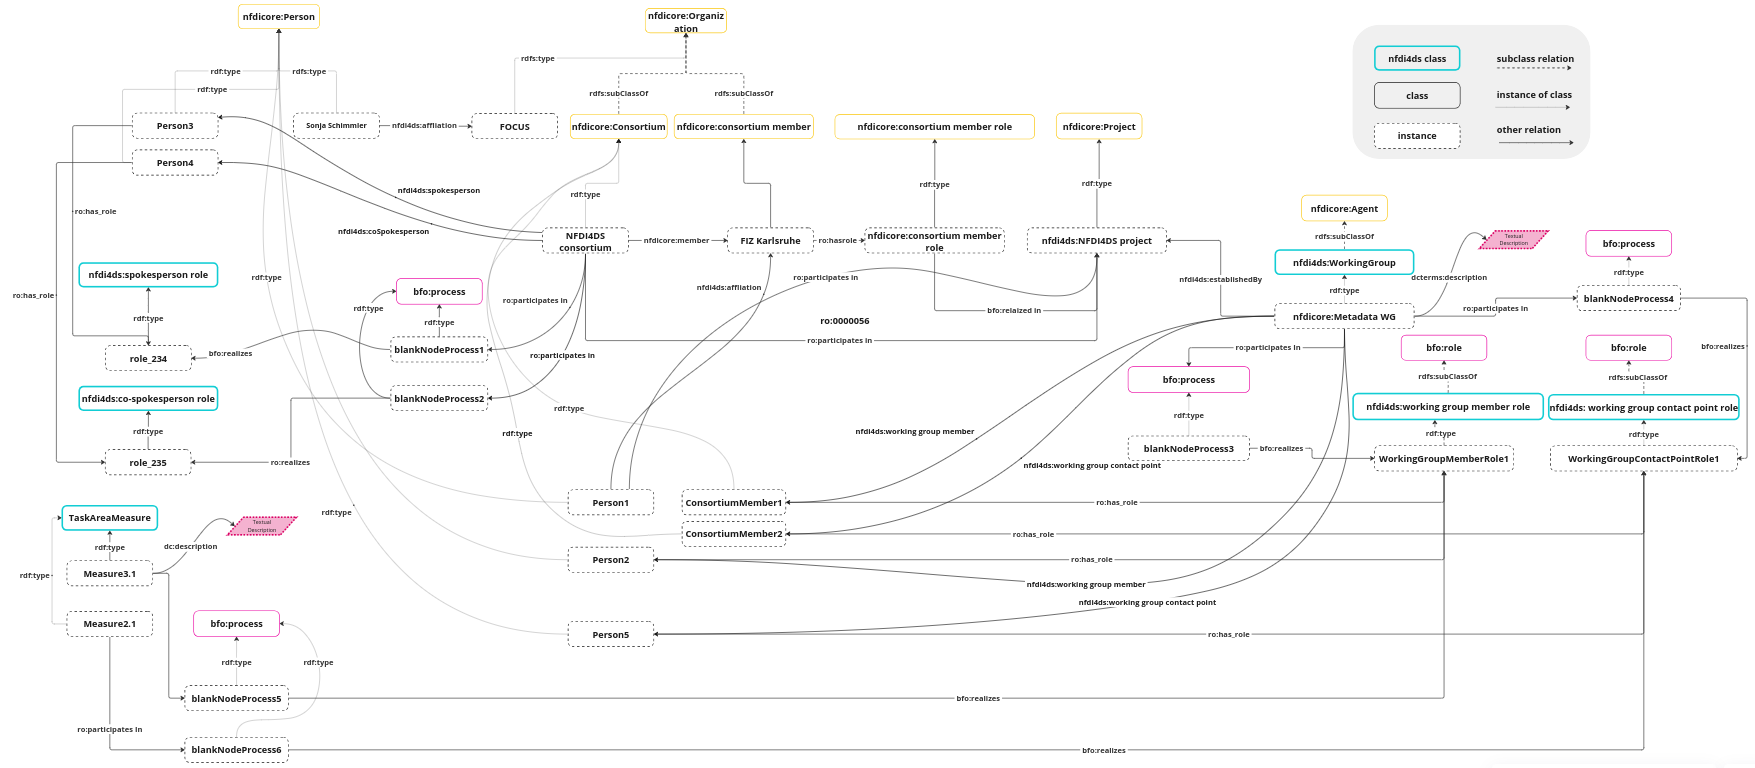 nfdicore:Person
nfdicore:Organiz
ation
nfdi4ds class
subclass relation
class
instance of class
instance
other relation
rdfs:type
rdf:type
rdfs:type
rdf:type
rdfs:subClassOf
rdfs:subClassOf
Person3
Sonja Schimmler
nfdi4ds:affliation
FOCUS
nfdicore:Consortium
nfdicore:consortium member
nfdicore:consortium member role
nfdicore:Project
Person4
nfdi4ds:spokesperson
rdf:type
rdf:type
rdf:type
ro:has_role
nfdi4ds:coSpokesperson
nfdicore:Agent
rdfs:subClassOf
NFDI4DS
consortium
nfdicore:member
FIZ Karlsruhe
ro:hasrole
nfdicore:consortium member
role
nfdi4ds:NFDI4DS project
Textual
Description
bfo:process
nfdi4ds:WorkingGroup
nfdi4ds:spokesperson role
rdf:type
ro:participates in
nfdi4ds:establishedBy
dcterms:description
rdf:type
bfo:process
nfdi4ds:affliation
rdf:type
ro:has_role
ro:participates in
blankNodeProcess4
rdf:type
rdf:type
rdf:type
bfo:relaized in
nfdicore:Metadata WG
ro:participates in
ro:0000056
ro:participates in
blankNodeProcess1
bfo:realizes
role_234
ro:participates in
ro:participates in
bfo:role
bfo:role
bfo:realizes
bfo:process
rdfs:subClassOf
rdfs:subClassOf
nfdi4ds:co-spokesperson role
blankNodeProcess2
rdf:type
rdf:type
nfdi4ds:working group member role
nfdi4ds: working group contact point role
rdf:type
rdf:type
nfdi4ds:working group member
rdf:type
rdf:type
blankNodeProcess3
bfo:realizes
role_235
ro:realizes
nfdi4ds:working group contact point
WorkingGroupMemberRole1
WorkingGroupContactPointRole1
Person1
ConsortiumMember1
ro:has_role
rdf:type
TaskAreaMeasure
Textual
Description
ConsortiumMember2
ro:has_role
rdf:type
dc:description
Person2
ro:has_role
Measure3.1
rdf:type
nfdi4ds:working group member
nfdi4ds:working group contact point
Measure2.1
bfo:process
Person5
ro:has_role
rdf:type
rdf:type
blankNodeProcess5
bfo:realizes
ro:participates in
blankNodeProcess6
bfo:realizes